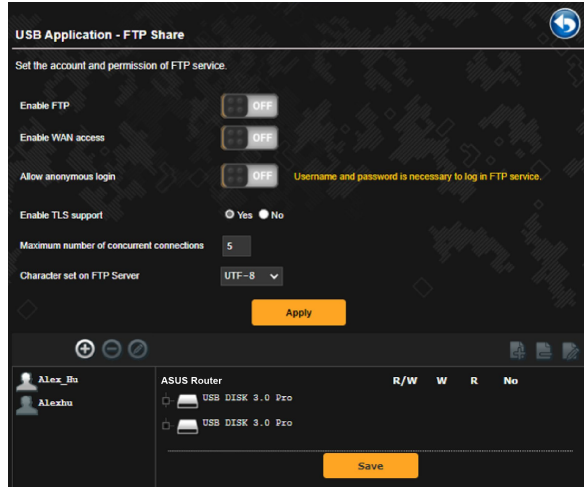 USB Application - FTP Share
Set the account and permission of FTP service.
Enable FTP OFF
Enable WAN access OFF
Allow anonymous login OFF Username and password is necessary to log in FTP service.
Enable TLS support Yes No
Maximum number of concurrent connections 5
Character set on FTP Server UTF-8
Apply
Alex_Hu
Alexhu
ASUS Router R/W W R No
USB DISK 3.0 Pro
USB DISK 3.0 Pro
Save